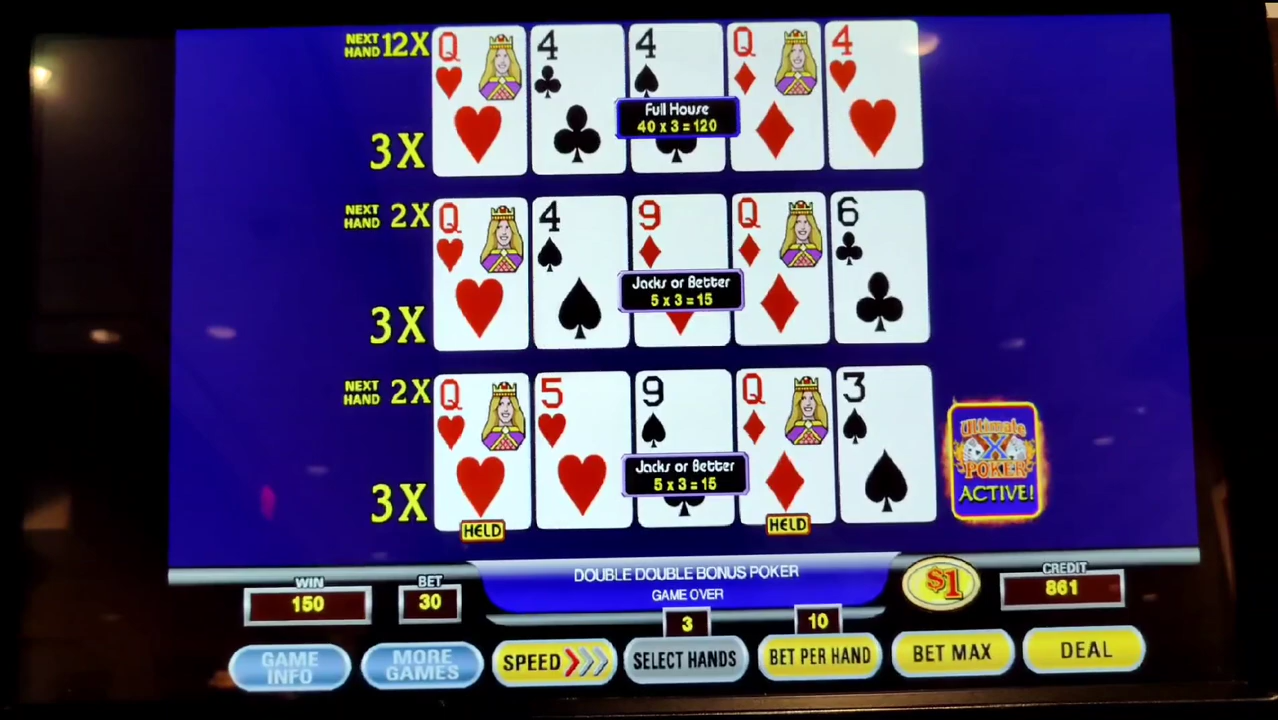 NEXT
HAND 12X
Q 4 4 Q 4
Full House
40 x 3 = 120
3X
NEXT
HAND 2X
Q 4 9 Q 6
Jacks or Better
5 x 3 = 15
3X
NEXT
HAND 2X
Q 5 9 Q 3
Jacks or Better
5 x 3 = 15
3X
HELD HELD
Ultimate
X
POKER
ACTIVE!
DOUBLE DOUBLE BONUS POKER
GAME OVER
WIN
150
BET
30
3
10
$1
CREDIT
861
GAME
INFO
MORE
GAMES
SPEED
SELECT HANDS
BET PER HAND
BET MAX
DEAL